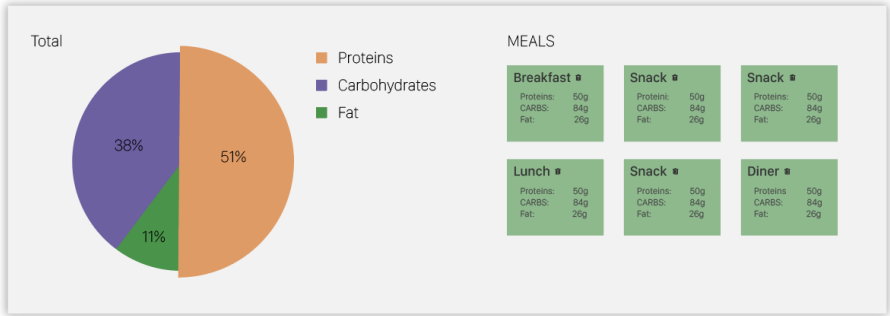 Total
Proteins
Carbohydrates
Fat
38%
51%
11%
MEALS
Breakfast
Proteins: 50g
CARBS: 84g
Fat: 26g
Snack
Proteini: 50g
CARBS: 84g
Fat: 26g
Snack
Proteins: 50g
CARBS: 84g
Fat: 26g
Lunch
Proteins: 50g
CARBS: 84g
Fat: 26g
Snack
Proteins: 50g
CARBS: 84g
Fat: 26g
Diner
Proteins 50g
CARBS: 84g
Fat: 26g